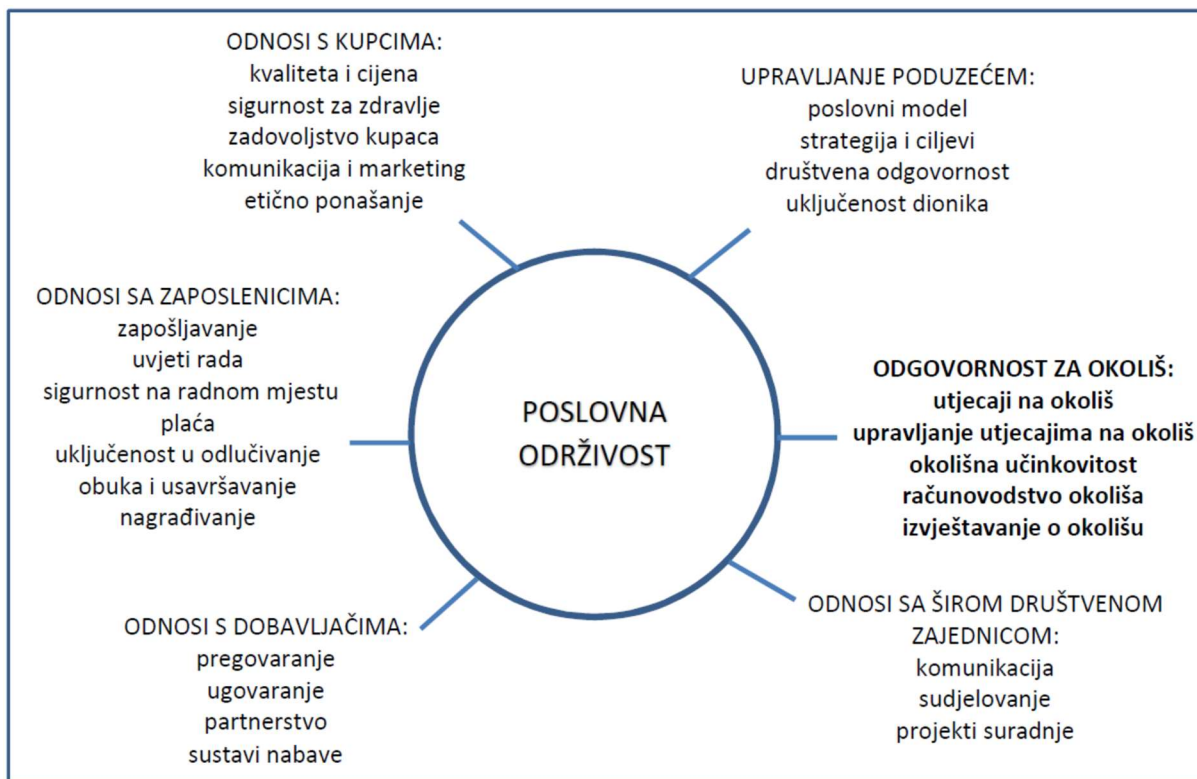 ODNOSI S KUPCIMA:
kvaliteta i cijena
sigurnost za zdravlje
zadovoljstvo kupaca
komunikacija i marketing
etično ponašanje
UPRAVLJANJE PODUZEĆEM:
poslovni model
strategija i ciljevi
društvena odgovornost
uključenost dionika
ODNOSI SA ZAPOSLENICIMA:
zapošljavanje
uvjeti rada
sigurnost na radnom mjestu
plaća
uključenost u odlučivanje
obuka i usavršavanje
nagrađivanje
POSLOVNA
ODRŽIVOST
ODGOVORNOST ZA OKOLIŠ:
utjecaji na okoliš
upravljanje utjecajima na okoliš
okolišna učinkovitost
računovodstvo okoliša
izvještavanje o okolišu
ODNOSI S DOBAVLJAČIMA:
pregovaranje
ugovaranje
partnerstvo
sustavi nabave
ODNOSI SA ŠIROM DRUŠTVENOM
ZAJEDNICOM:
komunikacija
sudjelovanje
projekti suradnje